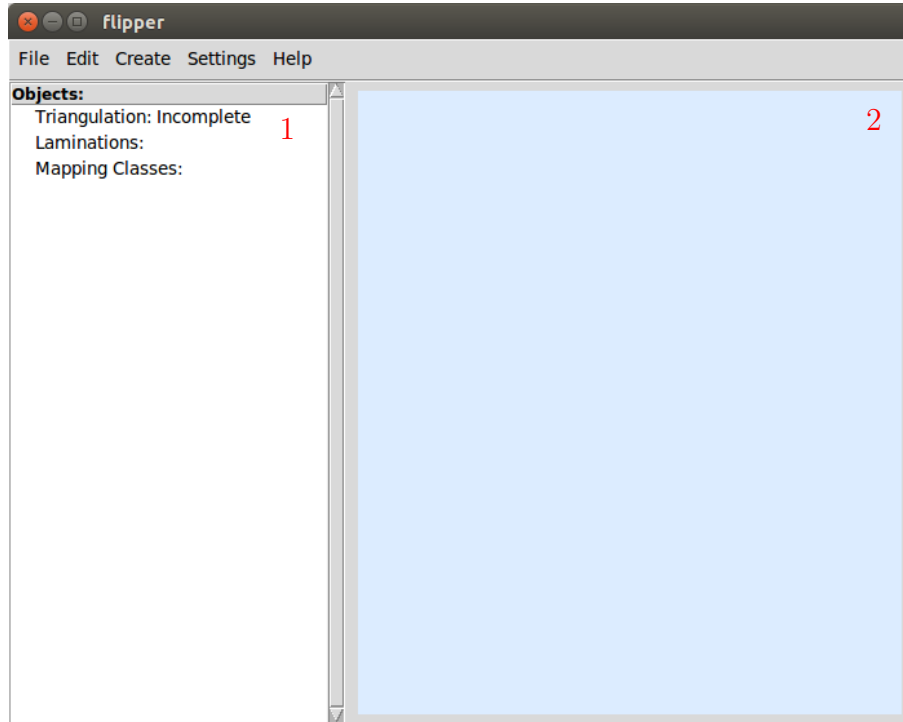 flipper
File Edit Create Settings Help
Objects:
Triangulation: Incomplete
1
2
Laminations:
Mapping Classes: